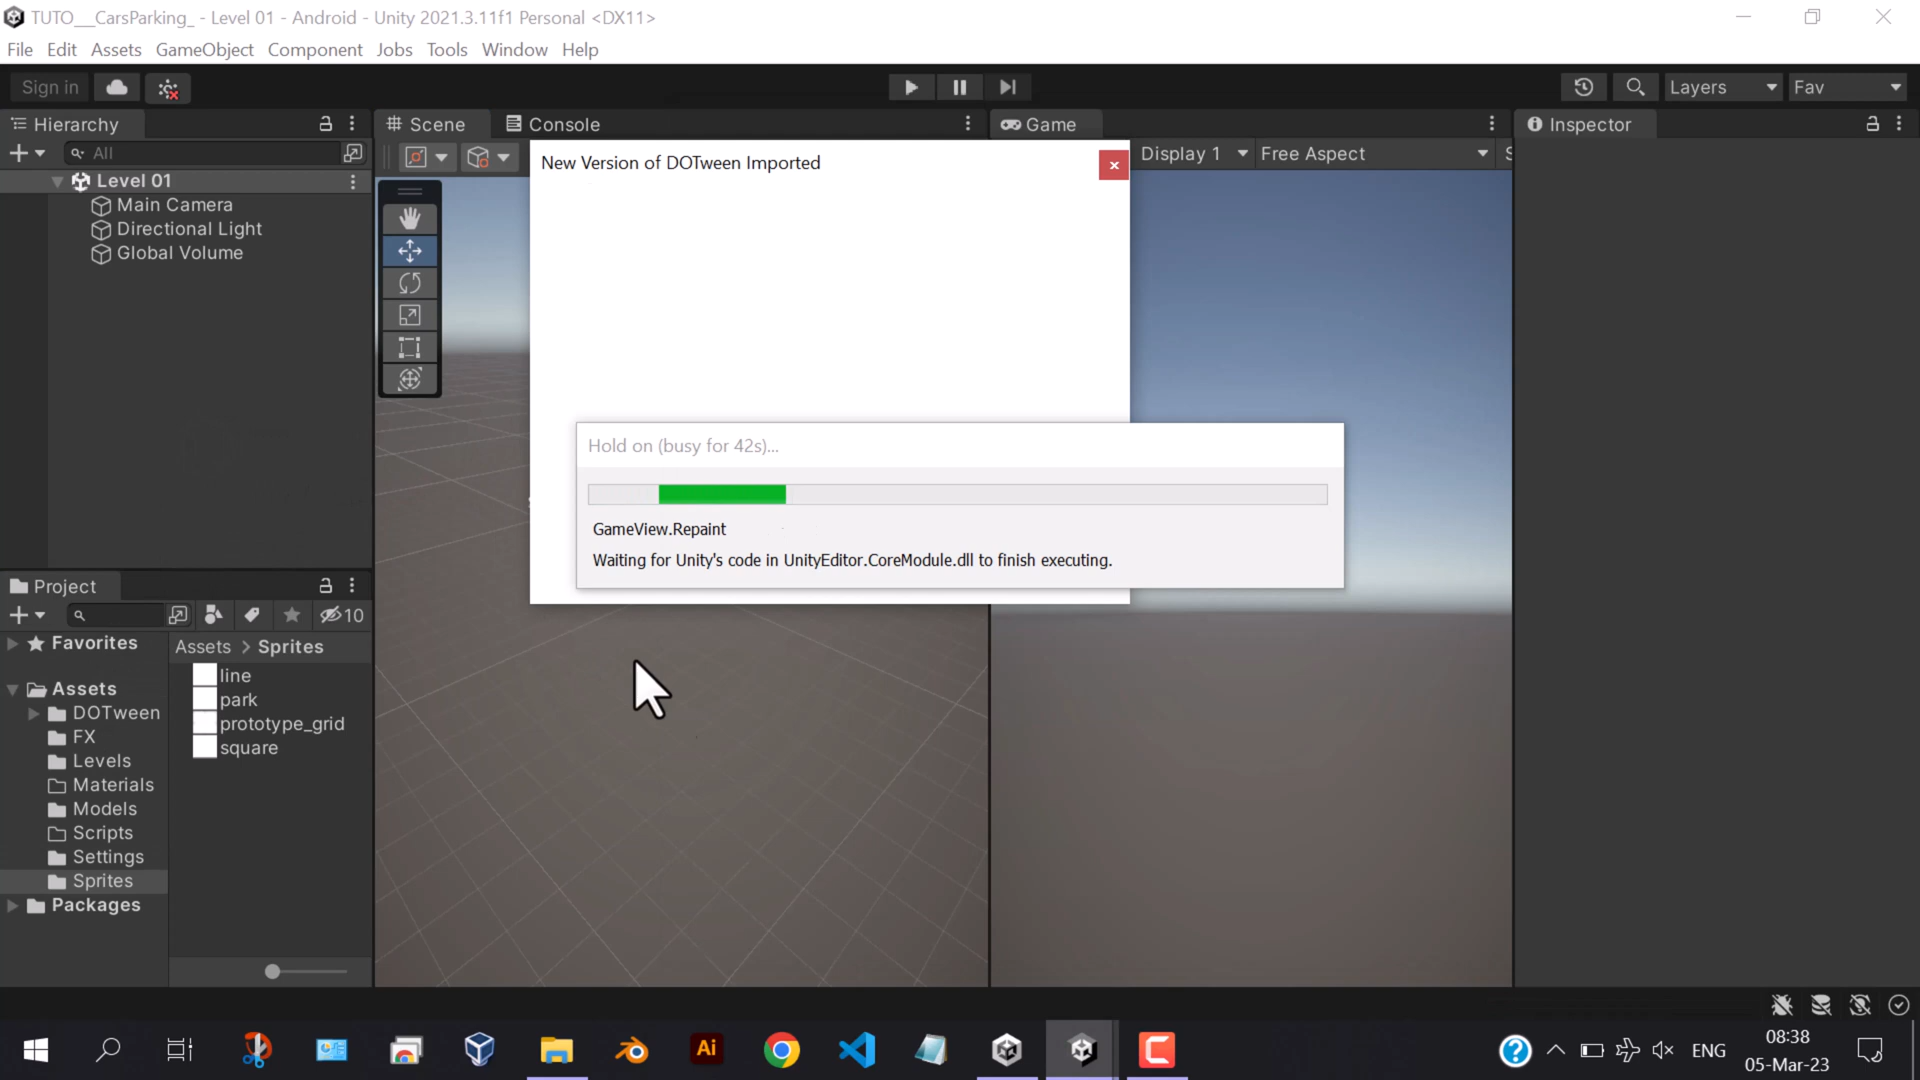 TUTO__CarsParking_ - Level 01 - Android - Unity 2021.3.11f1 Personal <DX11>
File Edit Assets GameObject Component Jobs Tools Window Help
Sign in
Layers
Fav
Hierarchy
Scene
Console
Game
Inspector
All
Display 1
Free Aspect
S
New Version of DOTween Imported
Level 01
Main Camera
Directional Light
Global Volume
Hold on (busy for 42s)...
GameView.Repaint
Waiting for Unity's code in UnityEditor.CoreModule.dll to finish executing.
Project
10
Favorites
Assets
DOTween
FX
Levels
Materials
Models
Scripts
Settings
Sprites
Packages
Assets > Sprites
line
park
prototype_grid
square
Ai
ENG
08:38
05-Mar-23